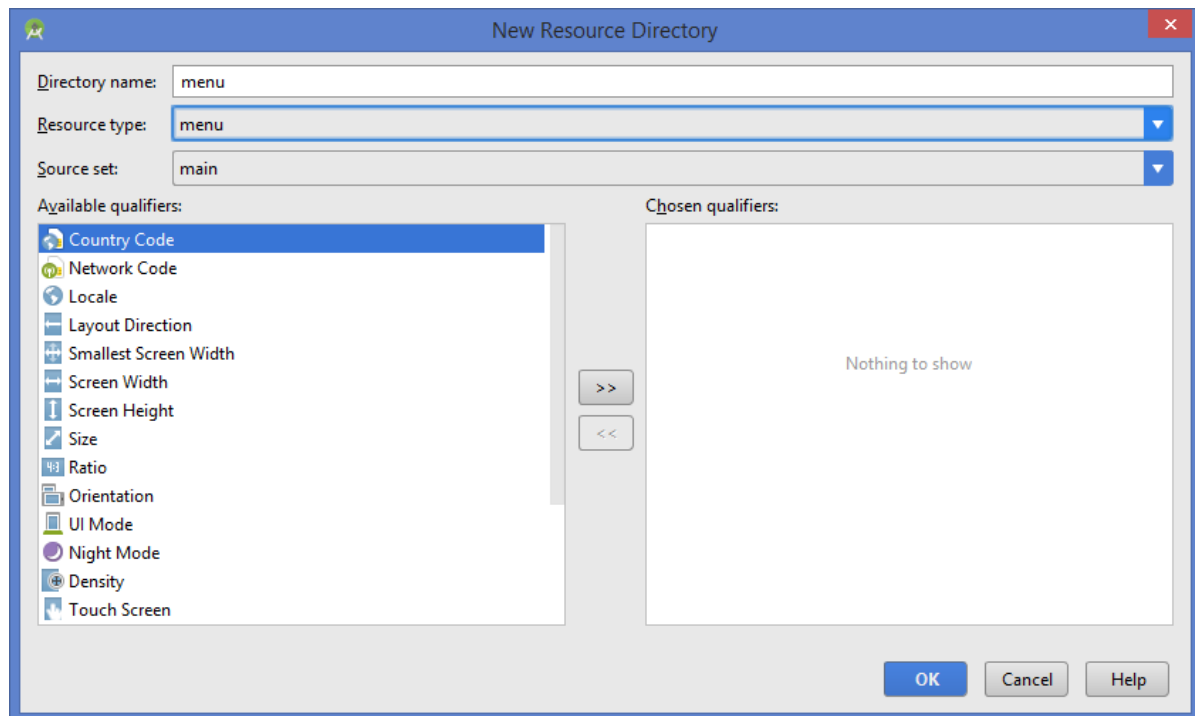 New Resource Directory
Directory name: menu
Resource type: menu
Source set: main
Available qualifiers:
Country Code
Network Code
Locale
Layout Direction
Smallest Screen Width
Screen Width
Screen Height
Size
Ratio
Orientation
UI Mode
Night Mode
Density
Touch Screen
>>
<<
Chosen qualifiers:
Nothing to show
OK Cancel Help